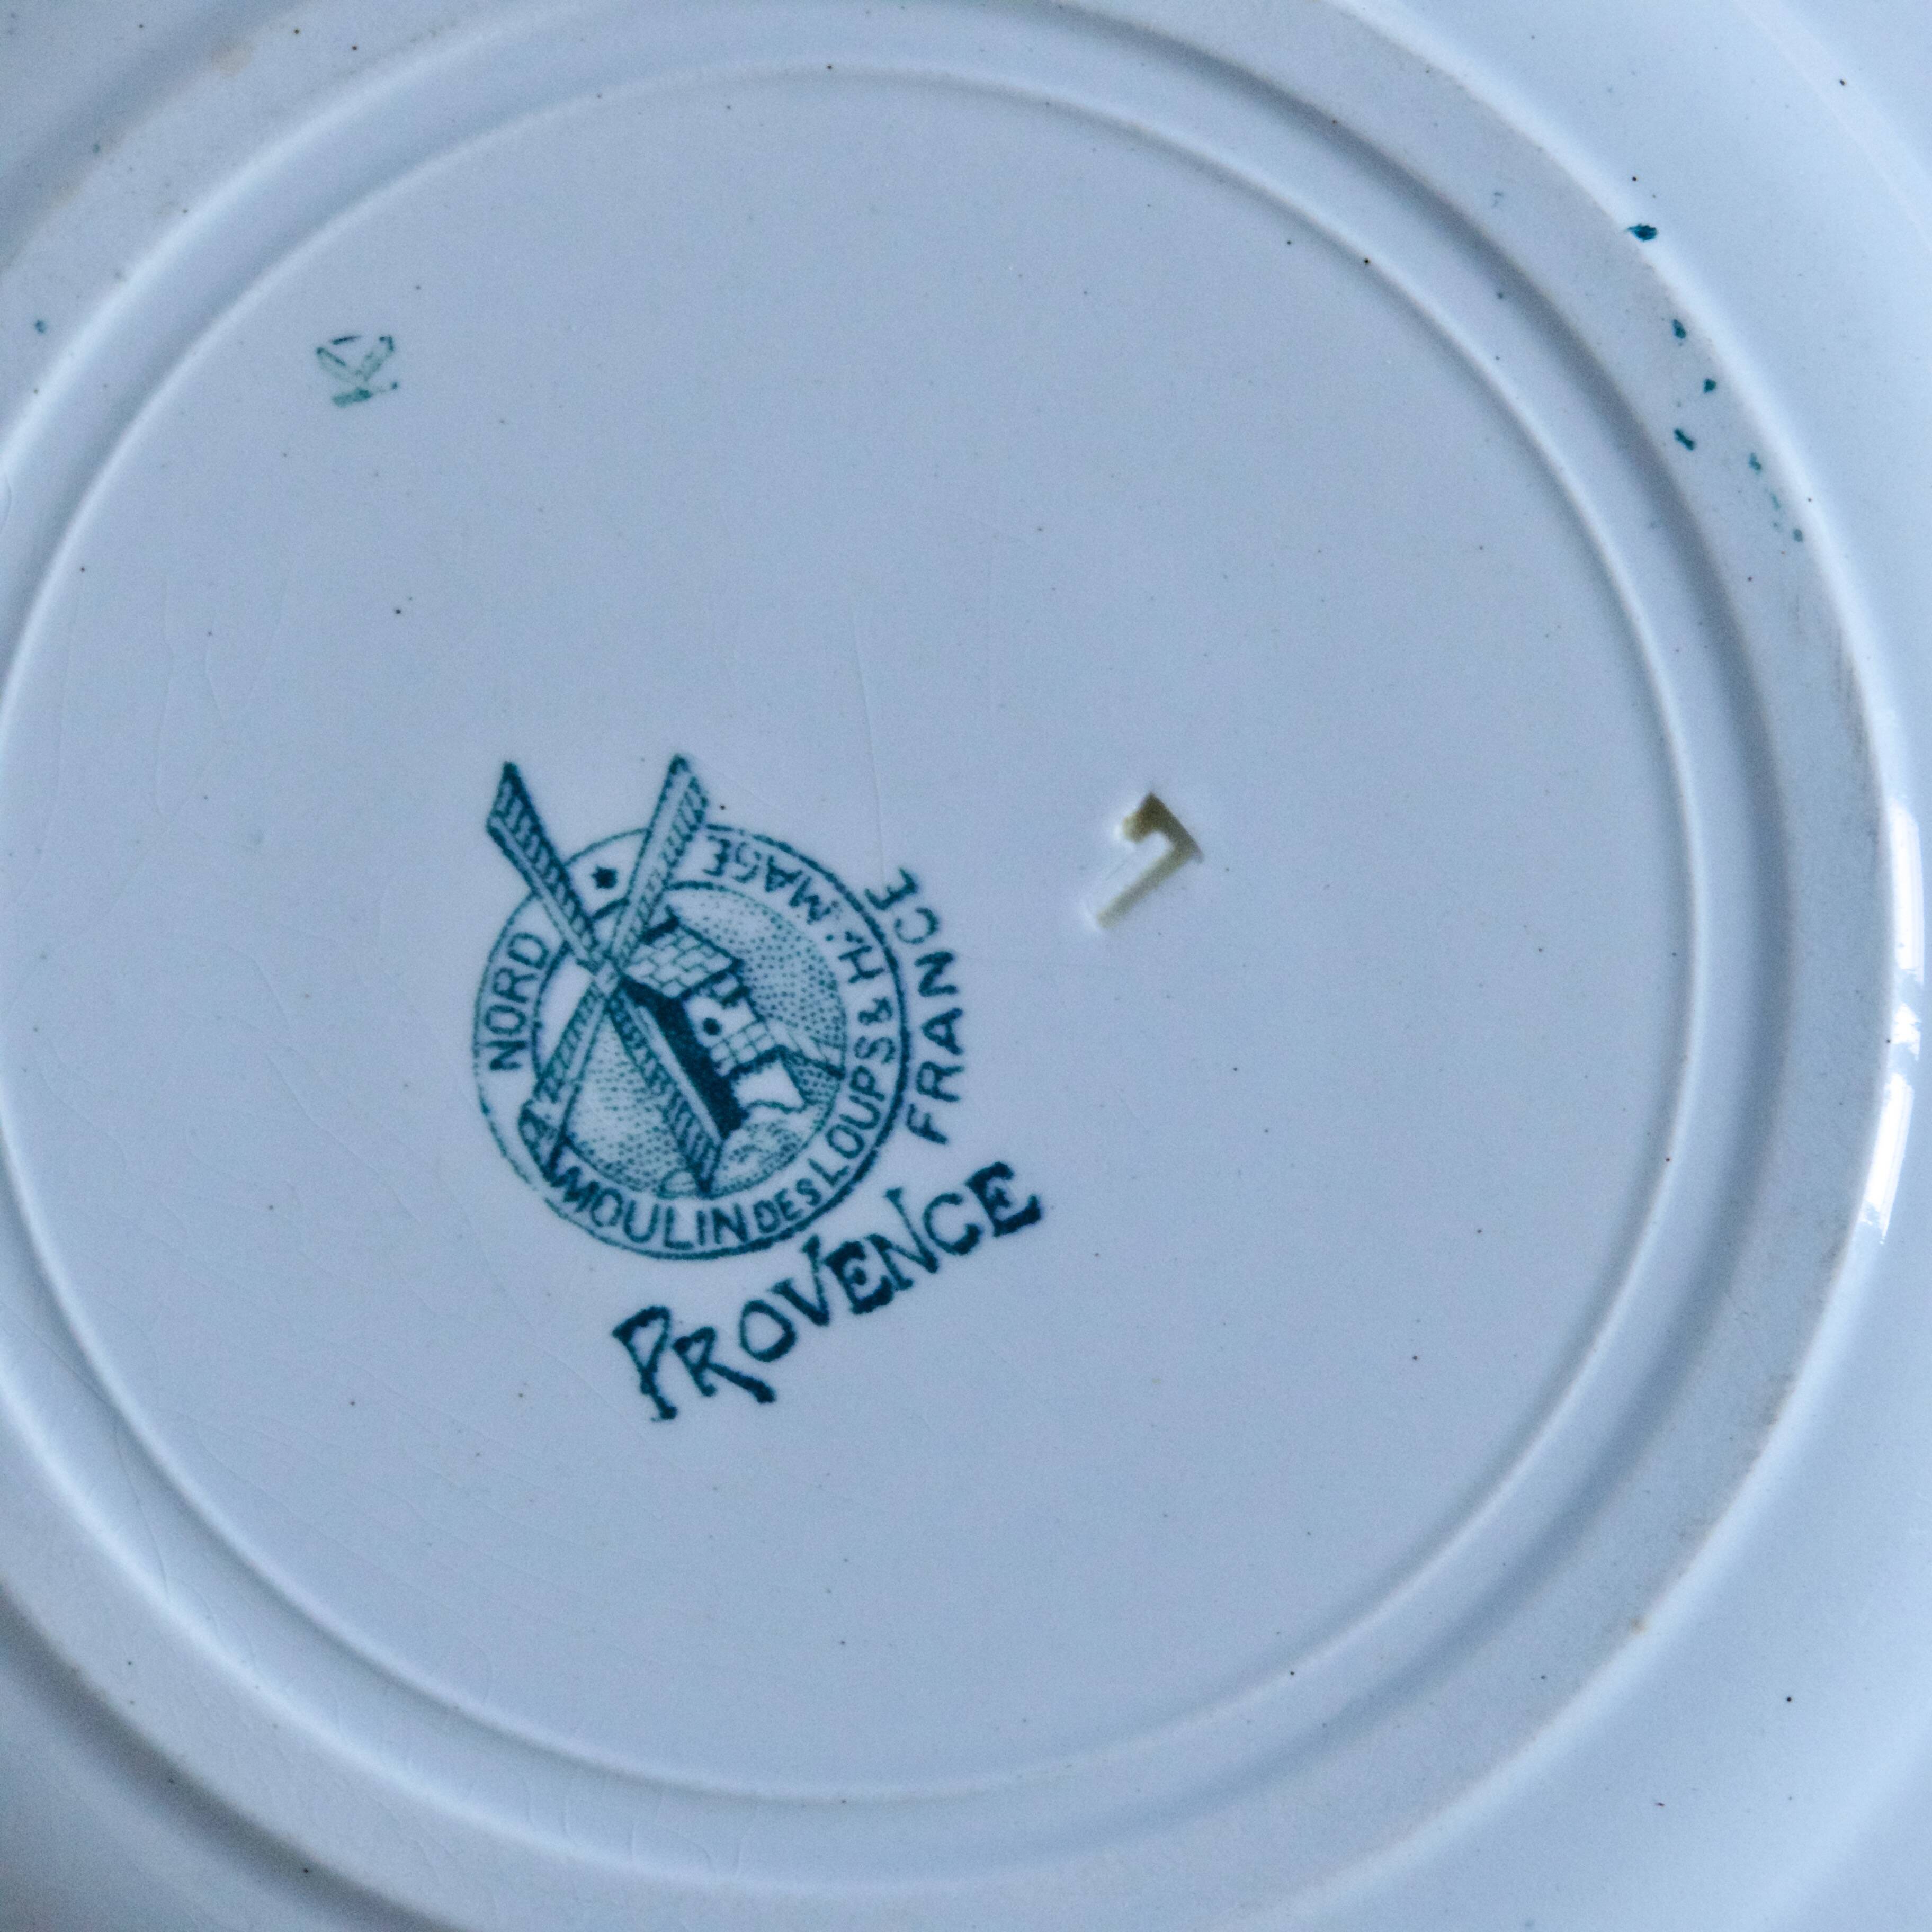 K
NORD MOULIN DES LOUPS & HAMAGE
FRANCE
PROVENCE
L